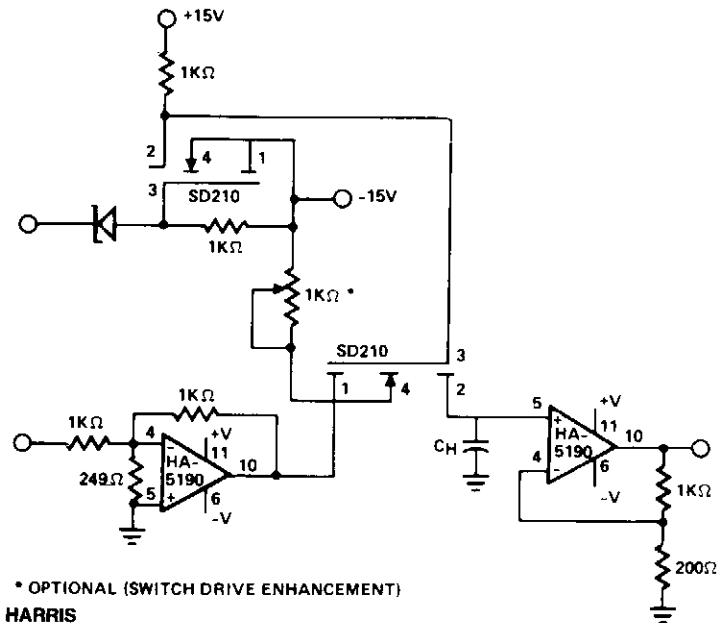 +15V
1KΩ
2
4
1
3
SD210
-15V
1KΩ
1KΩ *
SD210
3
1
4
2
1KΩ
1KΩ
4
+V
-
HA-
5190
11
10
249Ω
5
+
6
-V
CH
5
+V
+
HA-
5190
11
10
4
-
6
-V
1KΩ
200Ω
* OPTIONAL (SWITCH DRIVE ENHANCEMENT)
HARRIS